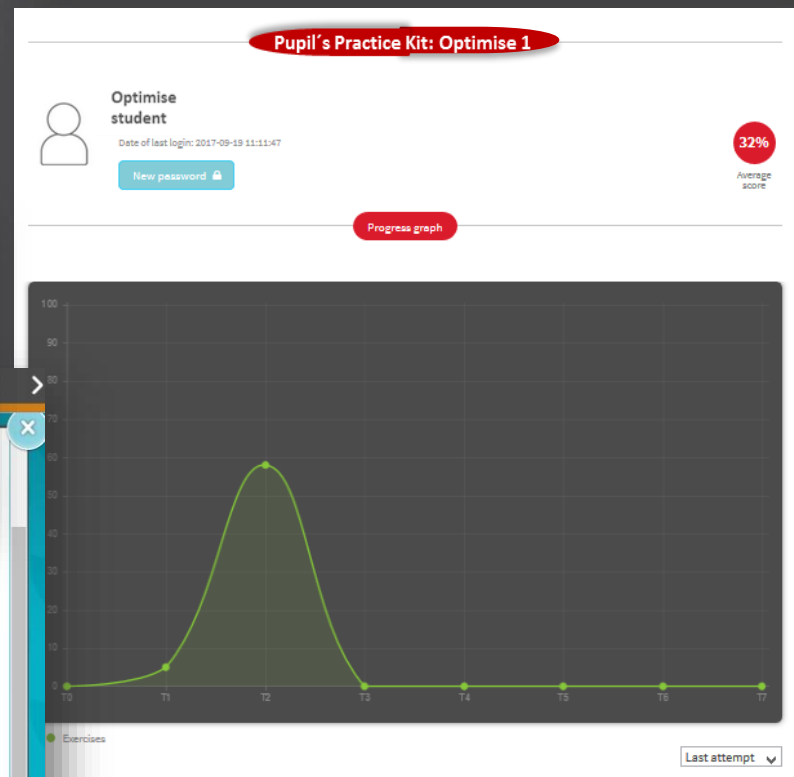 Pupil´s Practice Kit: Optimise 1
Optimise
student
Date of last login: 2017-09-19 11:11:47
New password
32%
Average
score
Progress graph
100
90
80
70
60
50
40
30
20
10
0
T0 T1 T2 T3 T4 T5 T6 T7
Exercises
Last attempt